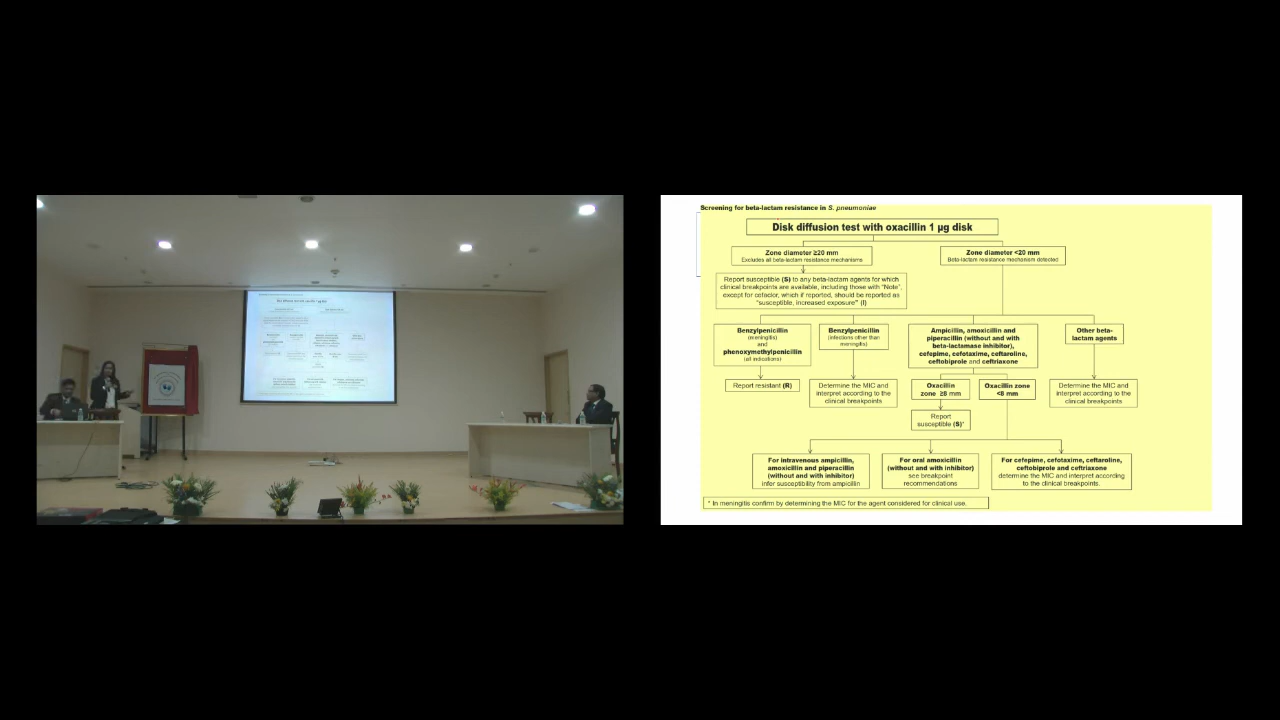 Screening for beta-lactam resistance in S. pneumoniae
Disk diffusion test with oxacillin 1 µg disk
Zone diameter ≥20 mm
Excludes all beta-lactam resistance mechanisms
Zone diameter <20 mm
Beta-lactam resistance mechanism detected
Report susceptible (S) to any beta-lactam agents for which
clinical breakpoints are available, including those with "Note",
except for cefaclor, which if reported, should be reported as
"susceptible, increased exposure" (I)
Benzylpenicillin
(meningitis)
and
phenoxymethylpenicillin
(all indications)
Benzylpenicillin
(infections other than
meningitis)
Ampicillin, amoxicillin and
piperacillin (without and with
beta-lactamase inhibitor),
cefepime, cefotaxime, ceftaroline,
ceftobiprole and ceftriaxone
Other beta-
lactam agents
Report resistant (R)
Determine the MIC and
interpret according to the
clinical breakpoints
Oxacillin
zone ≥8 mm
Oxacillin zone
<8 mm
Determine the MIC and
interpret according to the
clinical breakpoints
Report
susceptible (S)*
For intravenous ampicillin,
amoxicillin and piperacillin
(without and with inhibitor)
infer susceptibility from ampicillin
For oral amoxicillin
(without and with inhibitor)
see breakpoint
recommendations
For cefepime, cefotaxime, ceftaroline,
ceftobiprole and ceftriaxone
determine the MIC and interpret according
to the clinical breakpoints.
* In meningitis confirm by determining the MIC for the agent considered for clinical use.